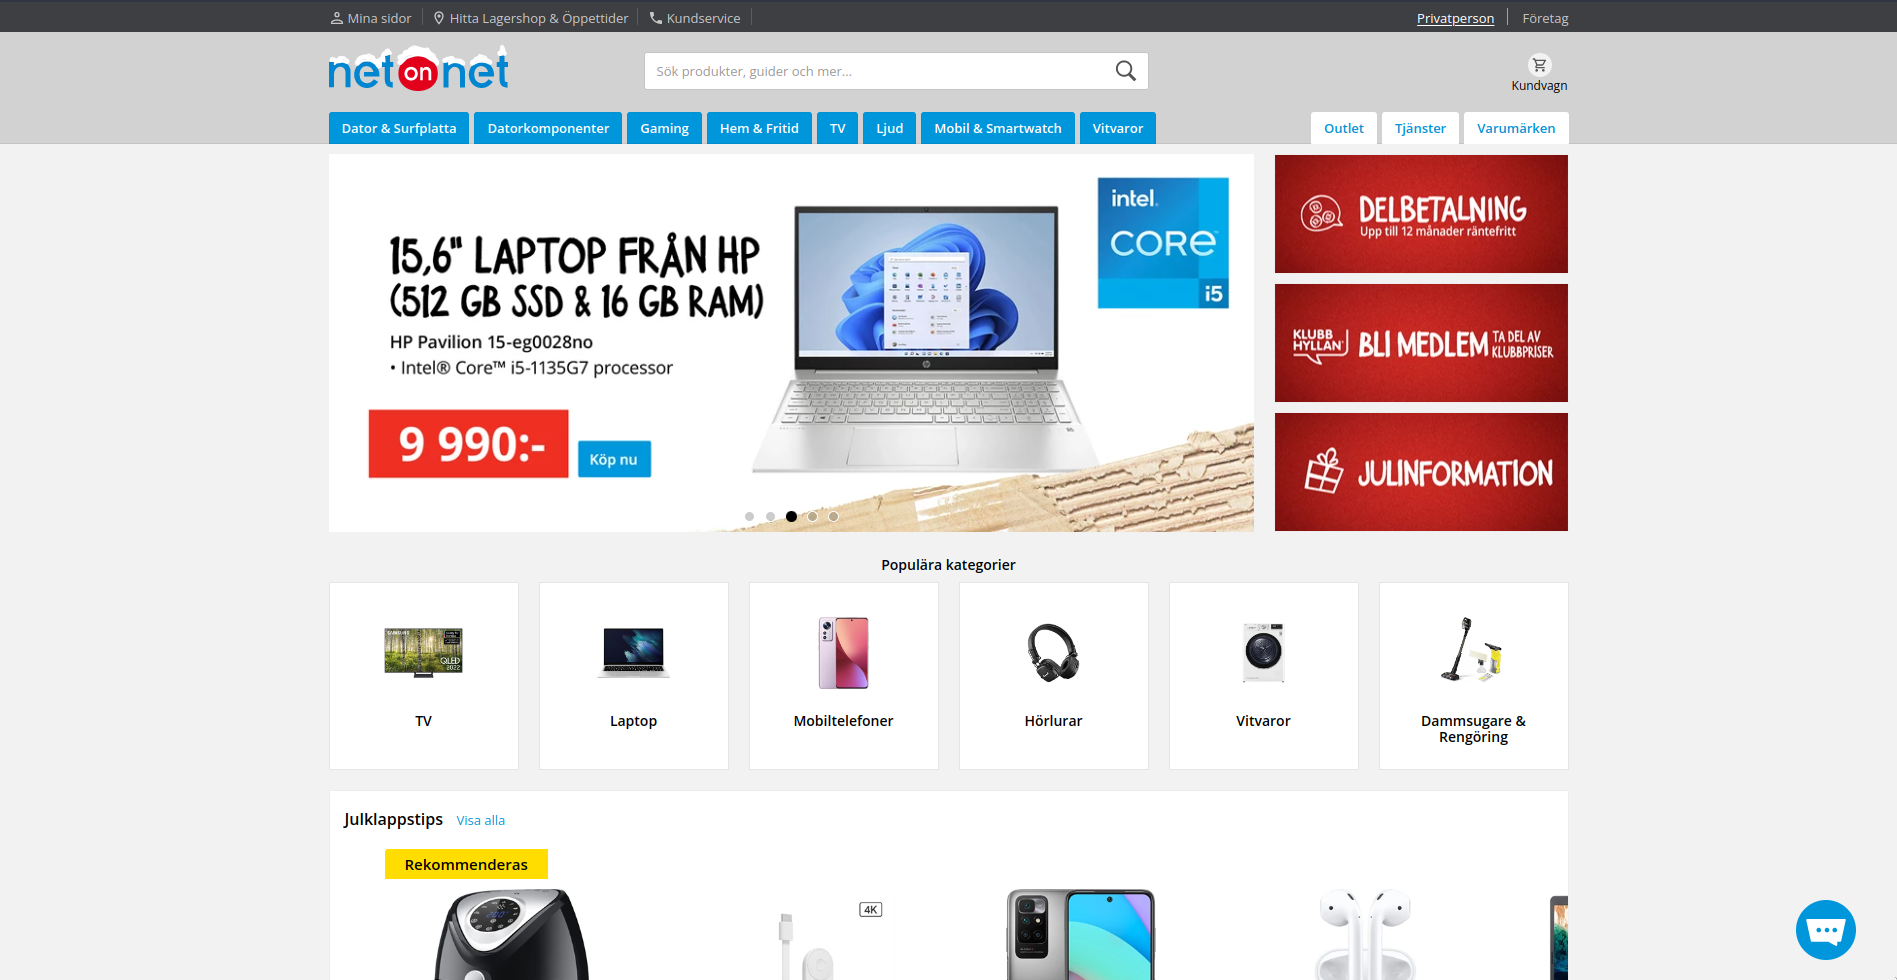 Mina sidor
Hitta Lagershop & Öppettider
Kundservice
Privatperson
Företag
netonnet
Sök produkter, guider och mer...
Kundvagn
Dator & Surfplatta
Datorkomponenter
Gaming
Hem & Fritid
TV
Ljud
Mobil & Smartwatch
Vitvaror
Outlet
Tjänster
Varumärken
15,6" LAPTOP FRÅN HP
(512 GB SSD & 16 GB RAM)
HP Pavilion 15-eg0028no
• Intel® Core™ i5-1135G7 processor
9 990:-
Köp nu
intel.
CORE™
i5
DELBETALNING
Upp till 12 månader räntefritt
KLUBB
HYLLAN
BLI MEDLEM
TA DEL AV
KLUBBPRISER
JULINFORMATION
Populära kategorier
SAMSUNG
QLED
2022
TV
Laptop
Mobiltelefoner
Hörlurar
Vitvaror
Dammsugare &
Rengöring
Julklappstips
Visa alla
Rekommenderas
4K